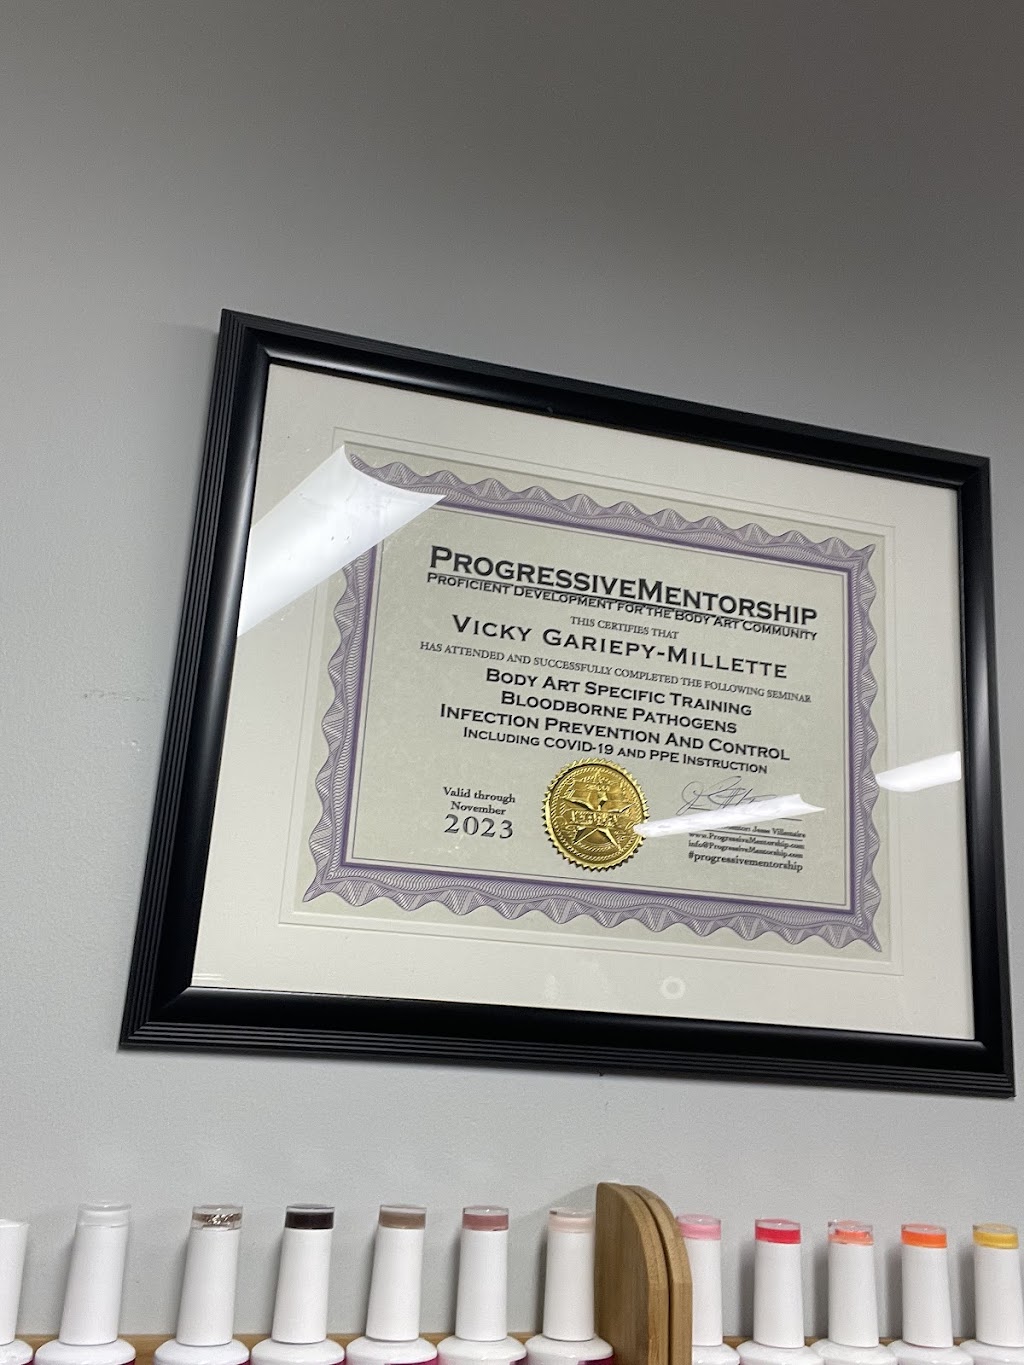 ProgressiveMentorship
Proficient Development for the Body Art Community
THIS CERTIFIES THAT
Vicky Gariepy-Millette
HAS ATTENDED AND SUCCESSFULLY COMPLETED THE FOLLOWING SEMINAR
Body Art Specific Training
Bloodborne Pathogens
Infection Prevention And Control
Including COVID-19 and PPE Instruction
Valid through
November
2023
Jesse Villemaire
www.ProgressiveMentorship.com
info@ProgressiveMentorship.com
#progressivementorship